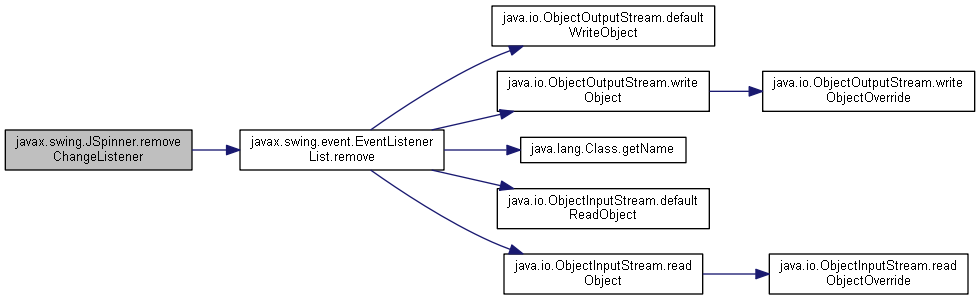 java.io.ObjectOutputStream.default
WriteObject
java.io.ObjectOutputStream.write
Object
java.io.ObjectOutputStream.write
ObjectOverride
javax.swing.JSpinner.remove
ChangeListener
javax.swing.event.EventListener
List.remove
java.lang.Class.getName
java.io.ObjectInputStream.default
ReadObject
java.io.ObjectInputStream.read
Object
java.io.ObjectInputStream.read
ObjectOverride